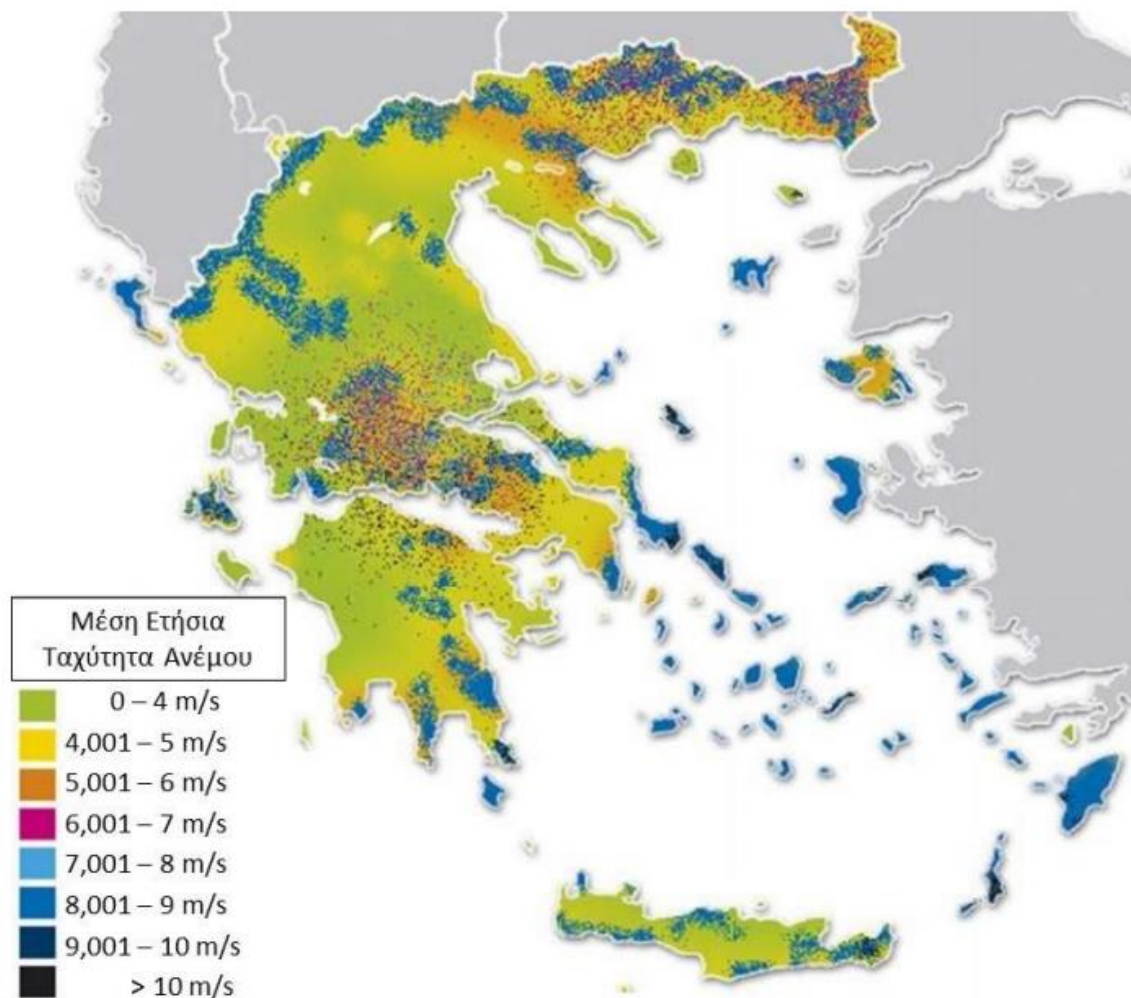 Μέση Ετήσια
Ταχύτητα Ανέμου
0 – 4 m/s
4,001 – 5 m/s
5,001 – 6 m/s
6,001 – 7 m/s
7,001 – 8 m/s
8,001 – 9 m/s
9,001 – 10 m/s
> 10 m/s